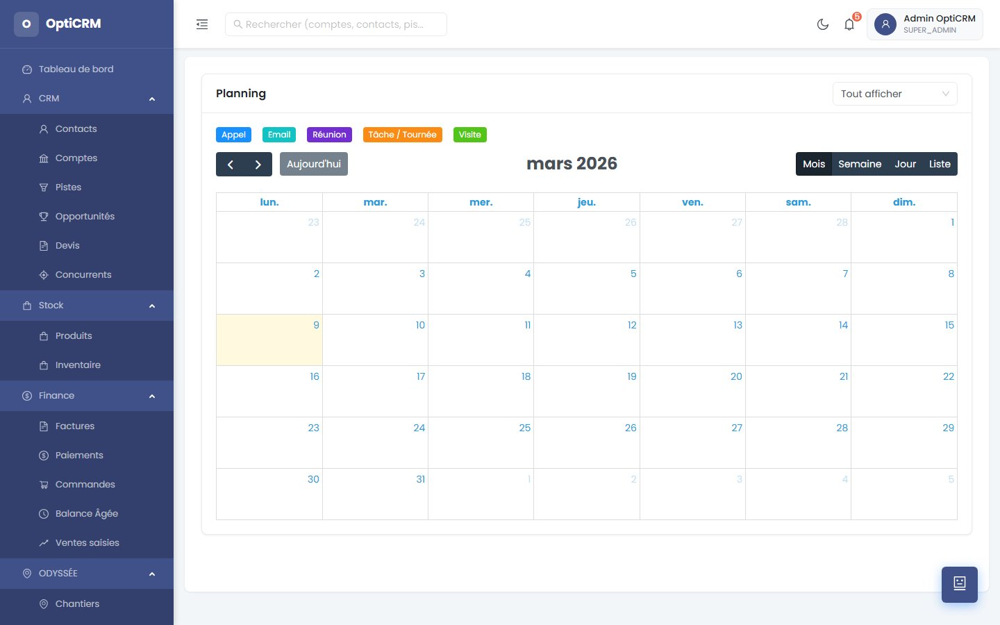 O OptiCRM
Rechercher (comptes, contacts, pis...
5
Admin OptiCRM
SUPER_ADMIN
Tableau de bord
CRM
Contacts
Comptes
Pistes
Opportunités
Devis
Concurrents
Stock
Produits
Inventaire
Finance
Factures
Paiements
Commandes
Balance Âgée
Ventes saisies
ODYSSÉE
Chantiers
Planning
Tout afficher
Appel Email Réunion Tâche / Tournée Visite
Aujourd'hui
mars 2026
Mois Semaine Jour Liste
lun. mar. mer. jeu. ven. sam. dim.
23 24 25 26 27 28 1
2 3 4 5 6 7 8
9 10 11 12 13 14 15
16 17 18 19 20 21 22
23 24 25 26 27 28 29
30 31 1 2 3 4 5